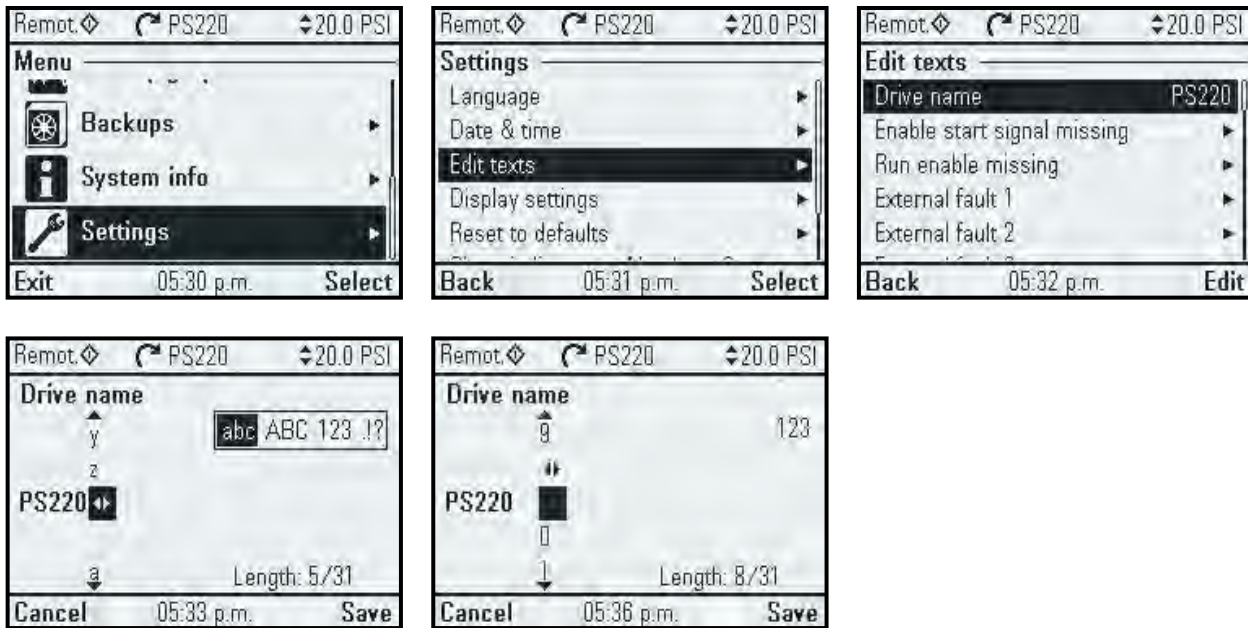 Remot. PS220 20.0 PSI
Menu
Backups
System info
Settings
Exit 05:30 p.m. Select
Remot. PS220 20.0 PSI
Settings
Language
Date & time
Edit texts
Display settings
Reset to defaults
Back 05:31 p.m. Select
Remot. PS220 20.0 PSI
Edit texts
Drive name PS220
Enable start signal missing
Run enable missing
External fault 1
External fault 2
Back 05:32 p.m. Edit
Remot. PS220 20.0 PSI
Drive name
y
abc ABC 123 .!?
z
PS220
a
Length: 5/31
Cancel 05:33 p.m. Save
Remot. PS220 20.0 PSI
Drive name
9
123
PS220
0
1
Length: 8/31
Cancel 05:36 p.m. Save